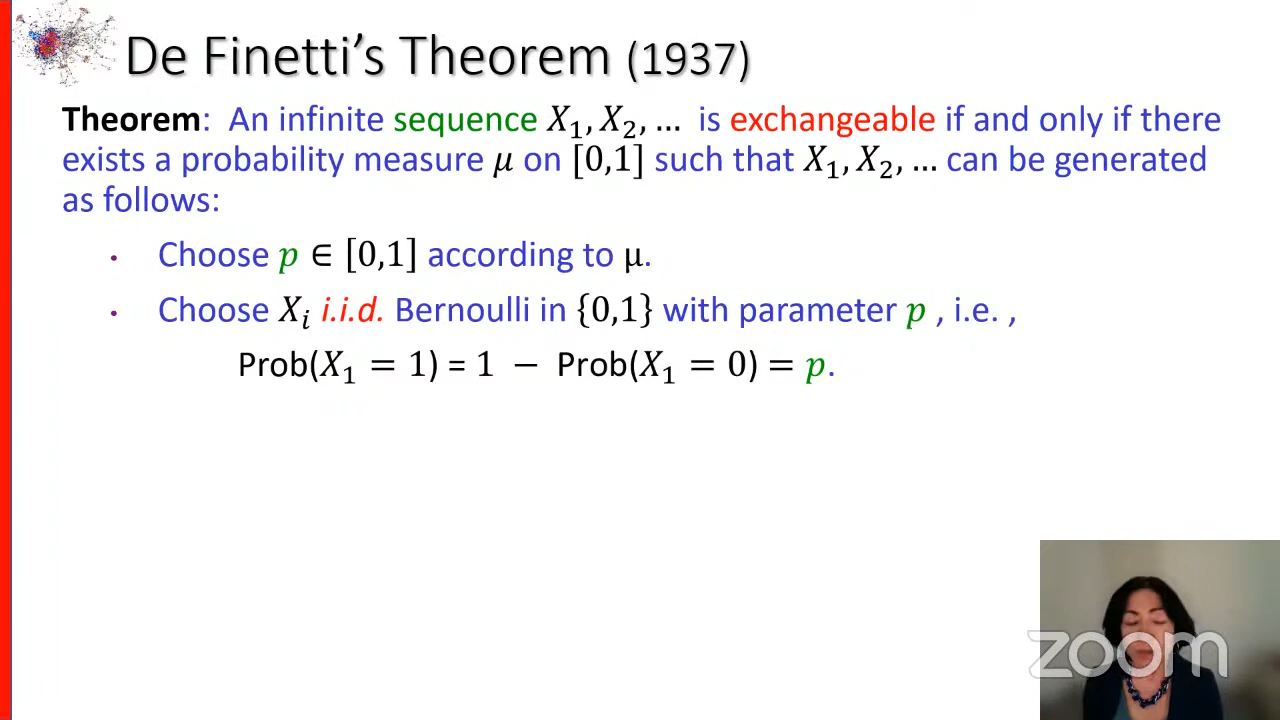 De Finetti's Theorem (1937)
Theorem: An infinite sequence X₁, X₂, … is exchangeable if and only if there
exists a probability measure μ on [0,1] such that X₁, X₂, … can be generated
as follows:
• Choose p ∈ [0,1] according to μ.
• Choose Xᵢ i.i.d. Bernoulli in {0,1} with parameter p , i.e. ,
Prob(X₁ = 1) = 1 − Prob(X₁ = 0) = p.
zoom